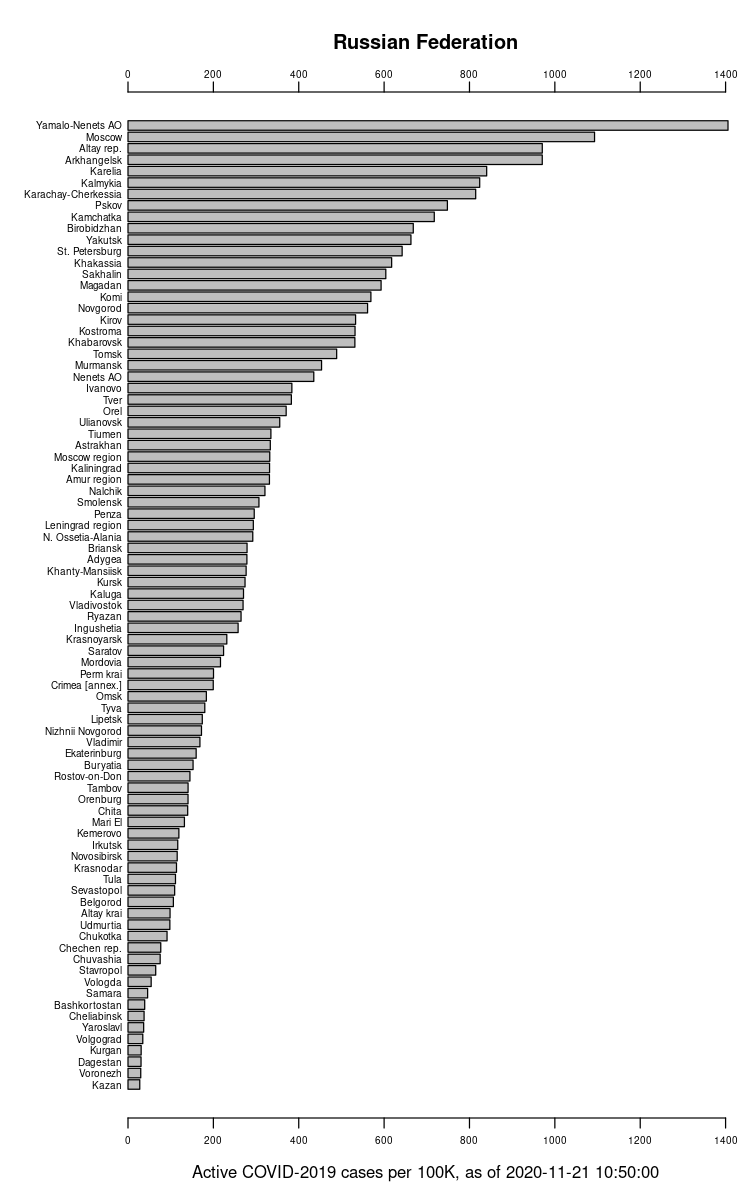 Russian Federation
0 200 400 600 800 1000 1200 1400
Yamalo-Nenets AO
Moscow
Altay rep.
Arkhangelsk
Karelia
Kalmykia
Karachay-Cherkessia
Pskov
Kamchatka
Birobidzhan
Yakutsk
St. Petersburg
Khakassia
Sakhalin
Magadan
Komi
Novgorod
Kirov
Kostroma
Khabarovsk
Tomsk
Murmansk
Nenets AO
Ivanovo
Tver
Orel
Ulianovsk
Tiumen
Astrakhan
Moscow region
Kaliningrad
Amur region
Nalchik
Smolensk
Penza
Leningrad region
N. Ossetia-Alania
Briansk
Adygea
Khanty-Mansiisk
Kursk
Kaluga
Vladivostok
Ryazan
Ingushetia
Krasnoyarsk
Saratov
Mordovia
Perm krai
Crimea [annex.]
Omsk
Tyva
Lipetsk
Nizhnii Novgorod
Vladimir
Ekaterinburg
Buryatia
Rostov-on-Don
Tambov
Orenburg
Chita
Mari El
Kemerovo
Irkutsk
Novosibirsk
Krasnodar
Tula
Sevastopol
Belgorod
Altay krai
Udmurtia
Chukotka
Chechen rep.
Chuvashia
Stavropol
Vologda
Samara
Bashkortostan
Cheliabinsk
Yaroslavl
Volgograd
Kurgan
Dagestan
Voronezh
Kazan
0 200 400 600 800 1000 1200 1400
Active COVID-2019 cases per 100K, as of 2020-11-21 10:50:00